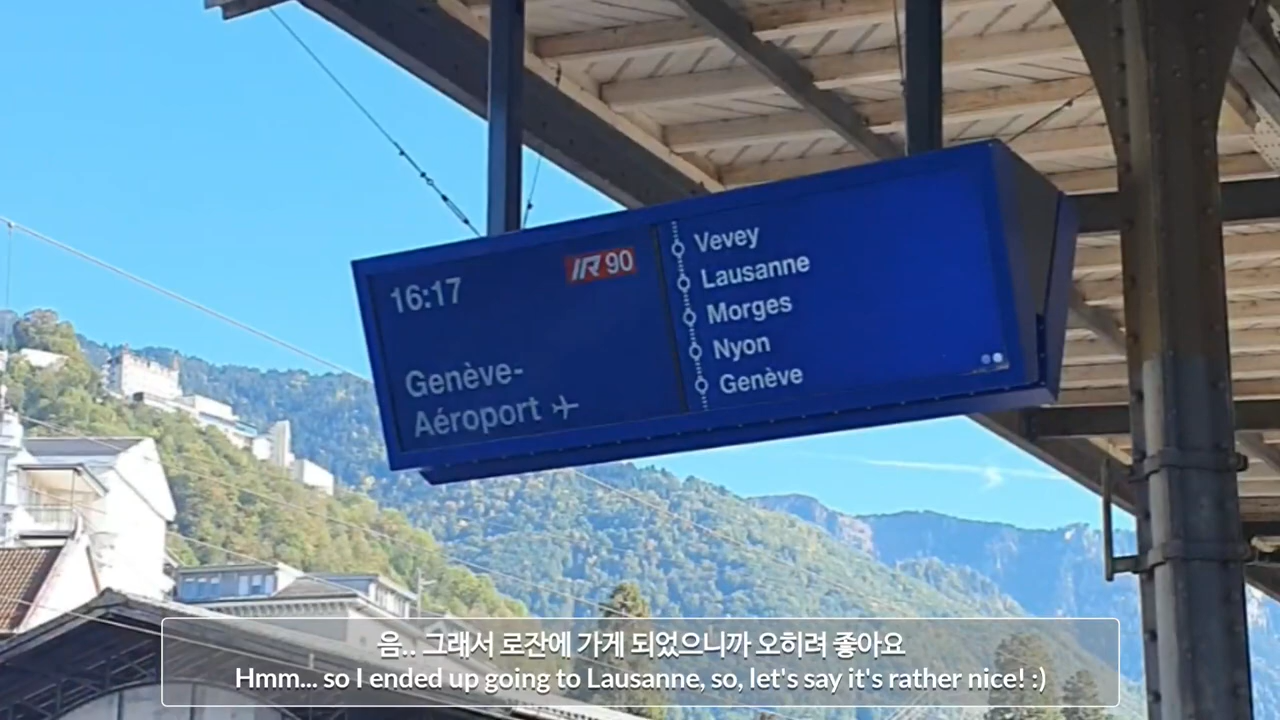 16:17
IR 90
Genève-
Aéroport
Vevey
Lausanne
Morges
Nyon
Genève
음.. 그래서 로잔에 가게 되었으니까 오히려 좋아요
Hmm... so I ended up going to Lausanne, so, let's say it's rather nice! :)